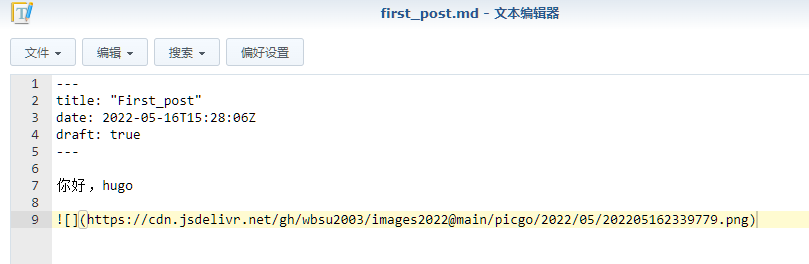 first_post.md - 文本编辑器
文件 编辑 搜索 偏好设置
1 ---
2 title: "First_post"
3 date: 2022-05-16T15:28:06Z
4 draft: true
5 ---
6
7 你好，hugo
8
9 ![](https://cdn.jsdelivr.net/gh/wbsu2003/images2022@main/picgo/2022/05/202205162339779.png)